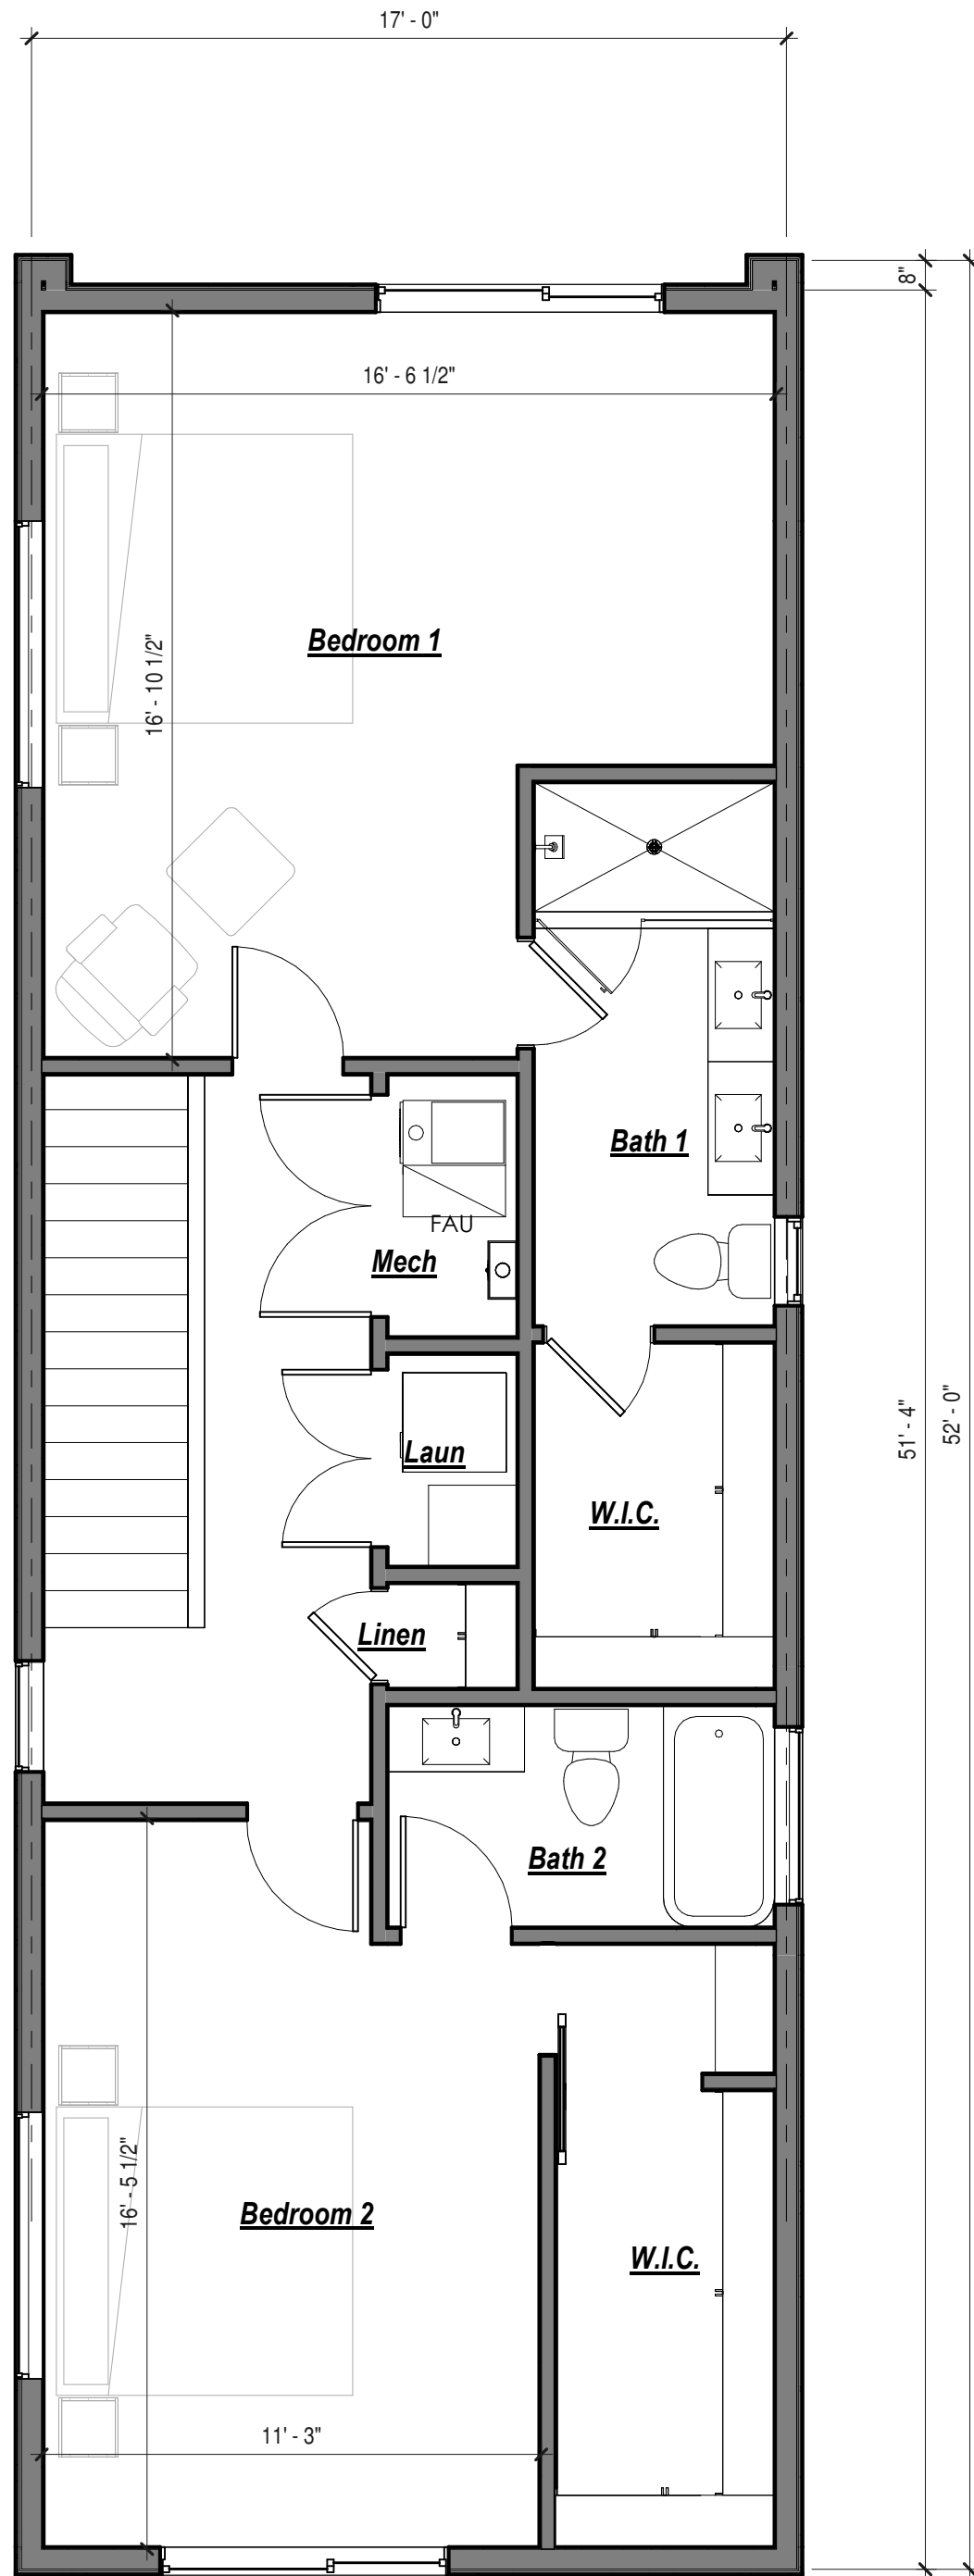 17' - 0"
8"
16' - 6 1/2"
Bedroom 1
16' - 10 1/2"
Bath 1
FAU
Mech
51' - 4"
52' - 0"
Laun
W.I.C.
Linen
Bath 2
16' - 5 1/2"
Bedroom 2
W.I.C.
11' - 3"